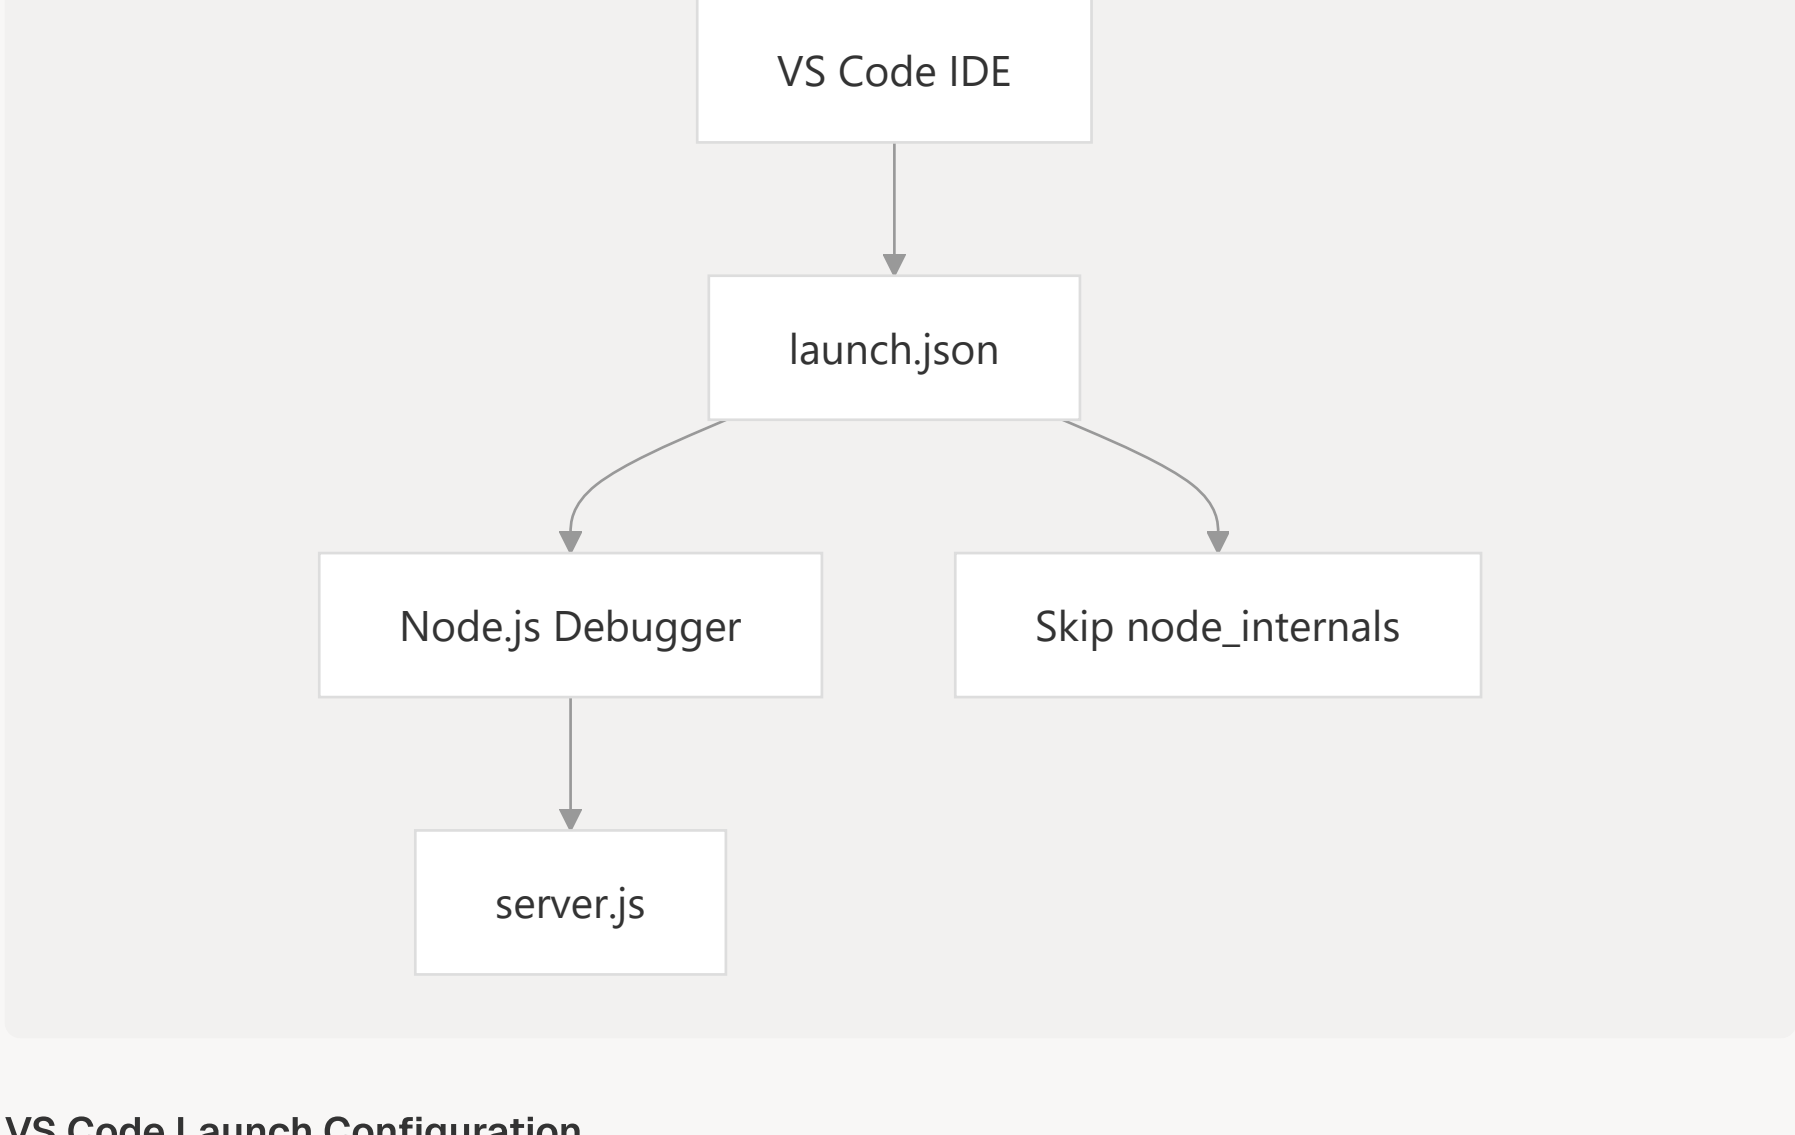 VS Code IDE
launch.json
Node.js Debugger
Skip node_internals
server.js
VS Code Launch Configuration